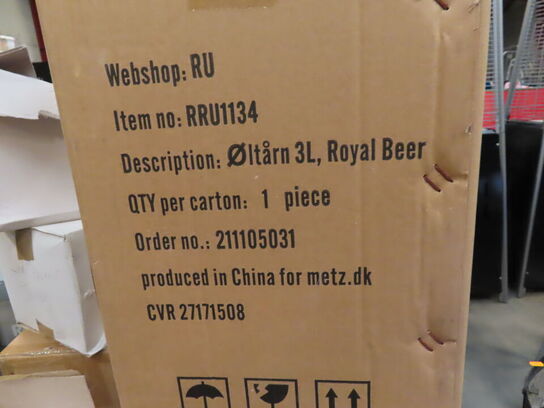 Webshop: RU
Item no: RRU1134
Description: Øltårn 3L, Royal Beer
QTY per carton: 1 piece
Order no.: 211105031
produced in China for metz.dk
CVR 27171508